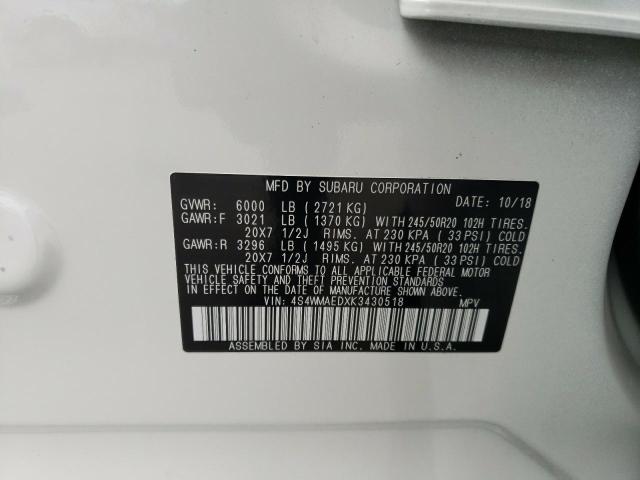 MFD BY SUBARU CORPORATION
GVWR: 6000 LB ( 2721 KG) DATE: 10/18
GAWR:F 3021 LB ( 1370 KG) WITH 245/50R20 102H TIRES.
20X7 1/2J RIMS. AT 230 KPA ( 33 PSI) COLD
GAWR:R 3296 LB ( 1495 KG) WITH 245/50R20 102H TIRES.
20X7 1/2J RIMS. AT 230 KPA ( 33 PSI) COLD
THIS VEHICLE CONFORMS TO ALL APPLICABLE FEDERAL MOTOR
VEHICLE SAFETY AND THEFT PREVENTION STANDARDS
IN EFFECT ON THE DATE OF MANUFACTURE SHOWN ABOVE.
VIN: 4S4WMAEDXK3430518 MPV
ASSEMBLED BY SIA INC. MADE IN U.S.A.